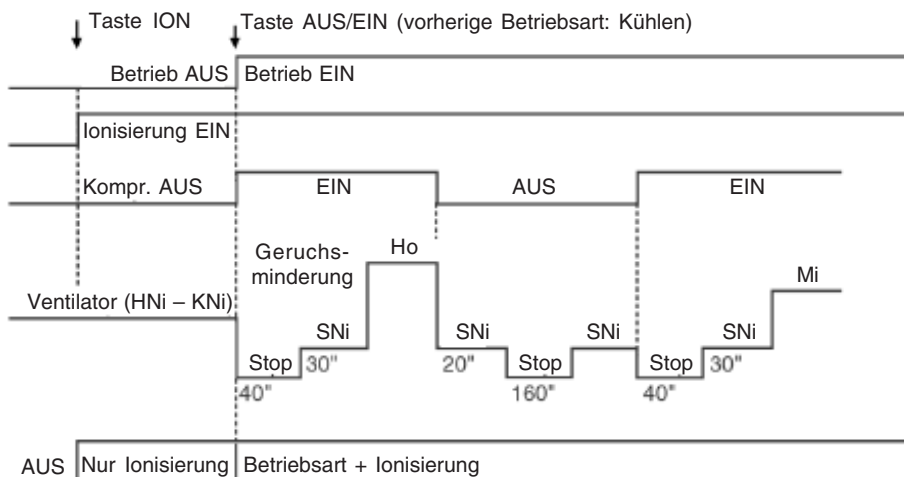 Taste ION
Taste AUS/EIN (vorherige Betriebsart: Kühlen)
Betrieb AUS
Betrieb EIN
Ionisierung EIN
Kompr. AUS
EIN
AUS
EIN
Geruchs-
minderung
Ho
Mi
Ventilator (HNi – KNi)
SNi
SNi
SNi
SNi
Stop
30"
20"
Stop
Stop
30"
40"
160"
40"
AUS
Nur Ionisierung
Betriebsart + Ionisierung